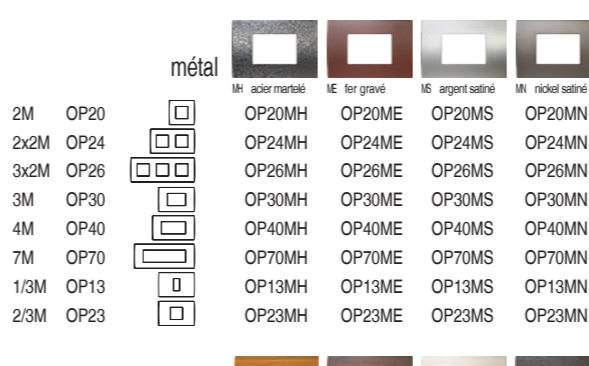 métal
MH acier martelé ME fer gravé MS argent satiné MN nickel satiné
2M OP20 OP20MH OP20ME OP20MS OP20MN
2x2M OP24 OP24MH OP24ME OP24MS OP24MN
3x2M OP26 OP26MH OP26ME OP26MS OP26MN
3M OP30 OP30MH OP30ME OP30MS OP30MN
4M OP40 OP40MH OP40ME OP40MS OP40MN
7M OP70 OP70MH OP70ME OP70MS OP70MN
1/3M OP13 OP13MH OP13ME OP13MS OP13MN
2/3M OP23 OP23MH OP23ME OP23MS OP23MN